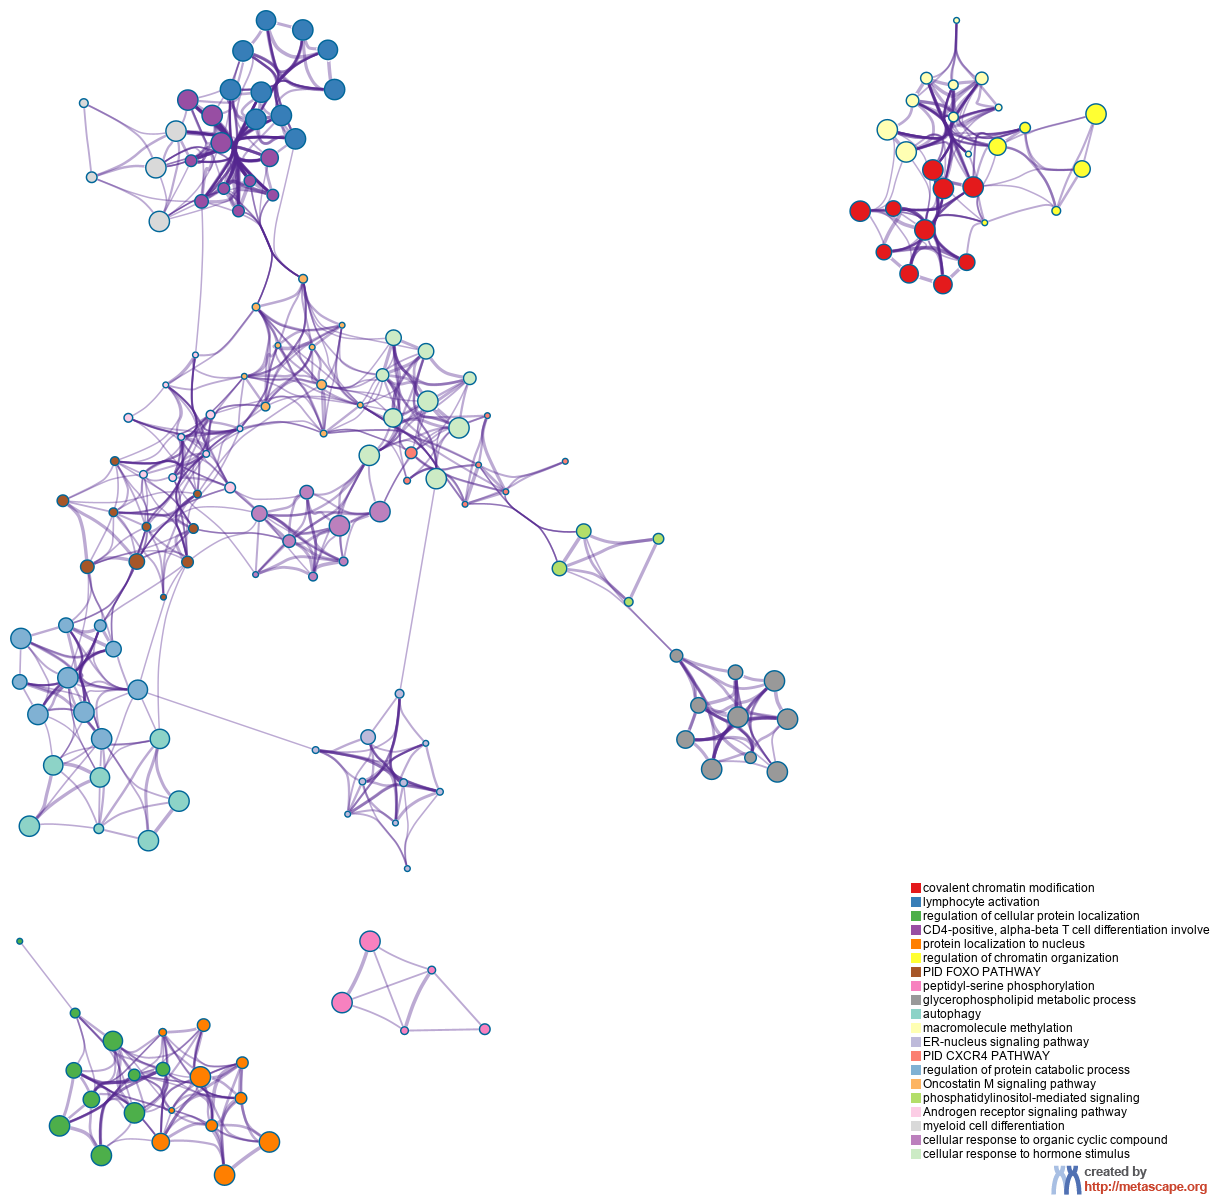 covalent chromatin modification
lymphocyte activation
regulation of cellular protein localization
CD4-positive, alpha-beta T cell differentiation involve
protein localization to nucleus
regulation of chromatin organization
PID FOXO PATHWAY
peptidyl-serine phosphorylation
glycerophospholipid metabolic process
autophagy
macromolecule methylation
ER-nucleus signaling pathway
PID CXCR4 PATHWAY
regulation of protein catabolic process
Oncostatin M signaling pathway
phosphatidylinositol-mediated signaling
Androgen receptor signaling pathway
myeloid cell differentiation
cellular response to organic cyclic compound
cellular response to hormone stimulus
created by
http://metascape.org